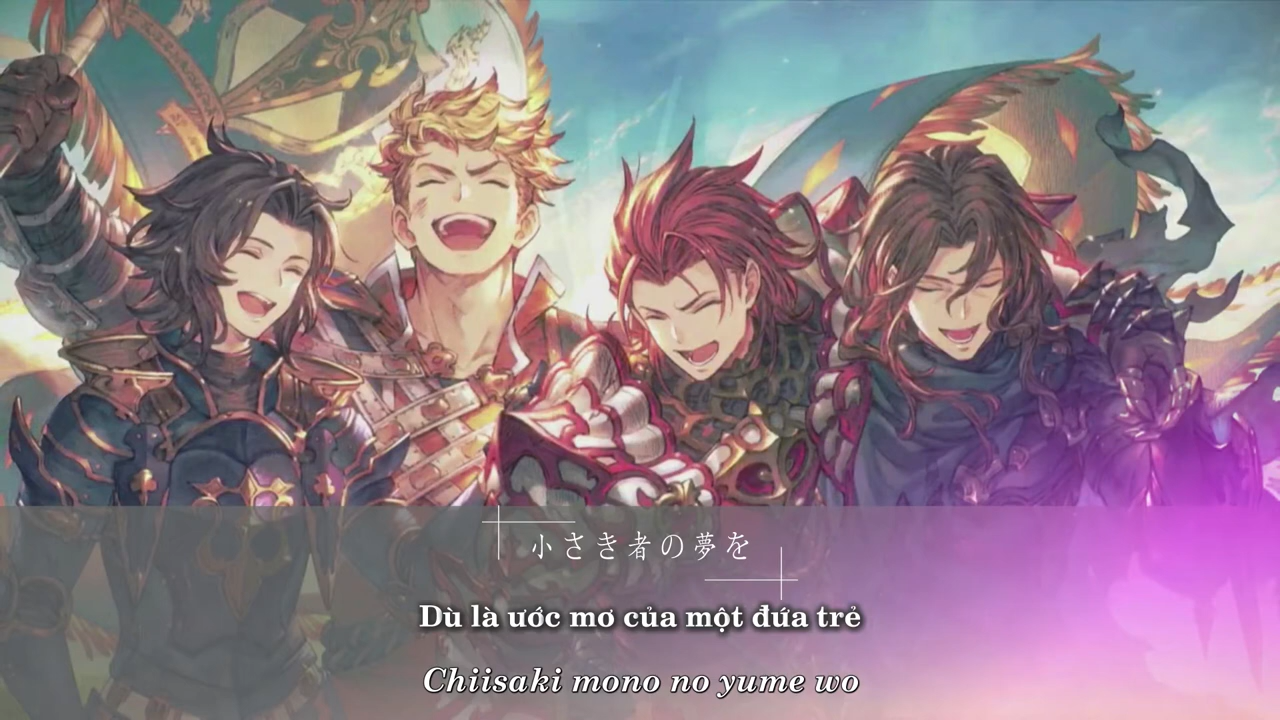 小さき者の夢を
Dù là ước mơ của một đứa trẻ
Chiisaki mono no yume wo